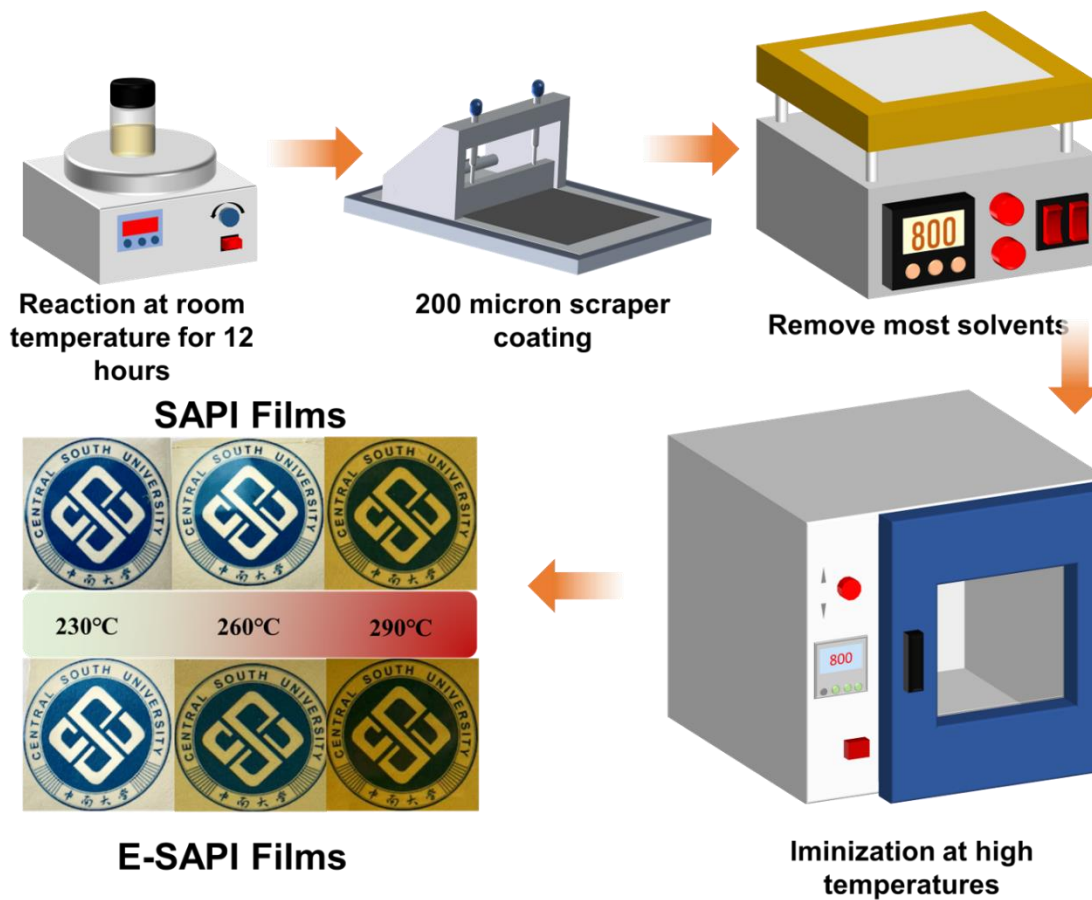 800
Reaction at room
temperature for 12
hours
200 micron scraper
coating
Remove most solvents
SAPI Films
CENTRAL SOUTH UNIVERSITY
中南大学
CENTRAL SOUTH UNIVERSITY
中南大学
CENTRAL SOUTH UNIVERSITY
中南大学
230℃
260℃
290℃
CENTRAL SOUTH UNIVERSITY
中南大学
CENTRAL SOUTH UNIVERSITY
中南大学
CENTRAL SOUTH UNIVERSITY
中南大学
E-SAPI Films
800
Iminization at high
temperatures